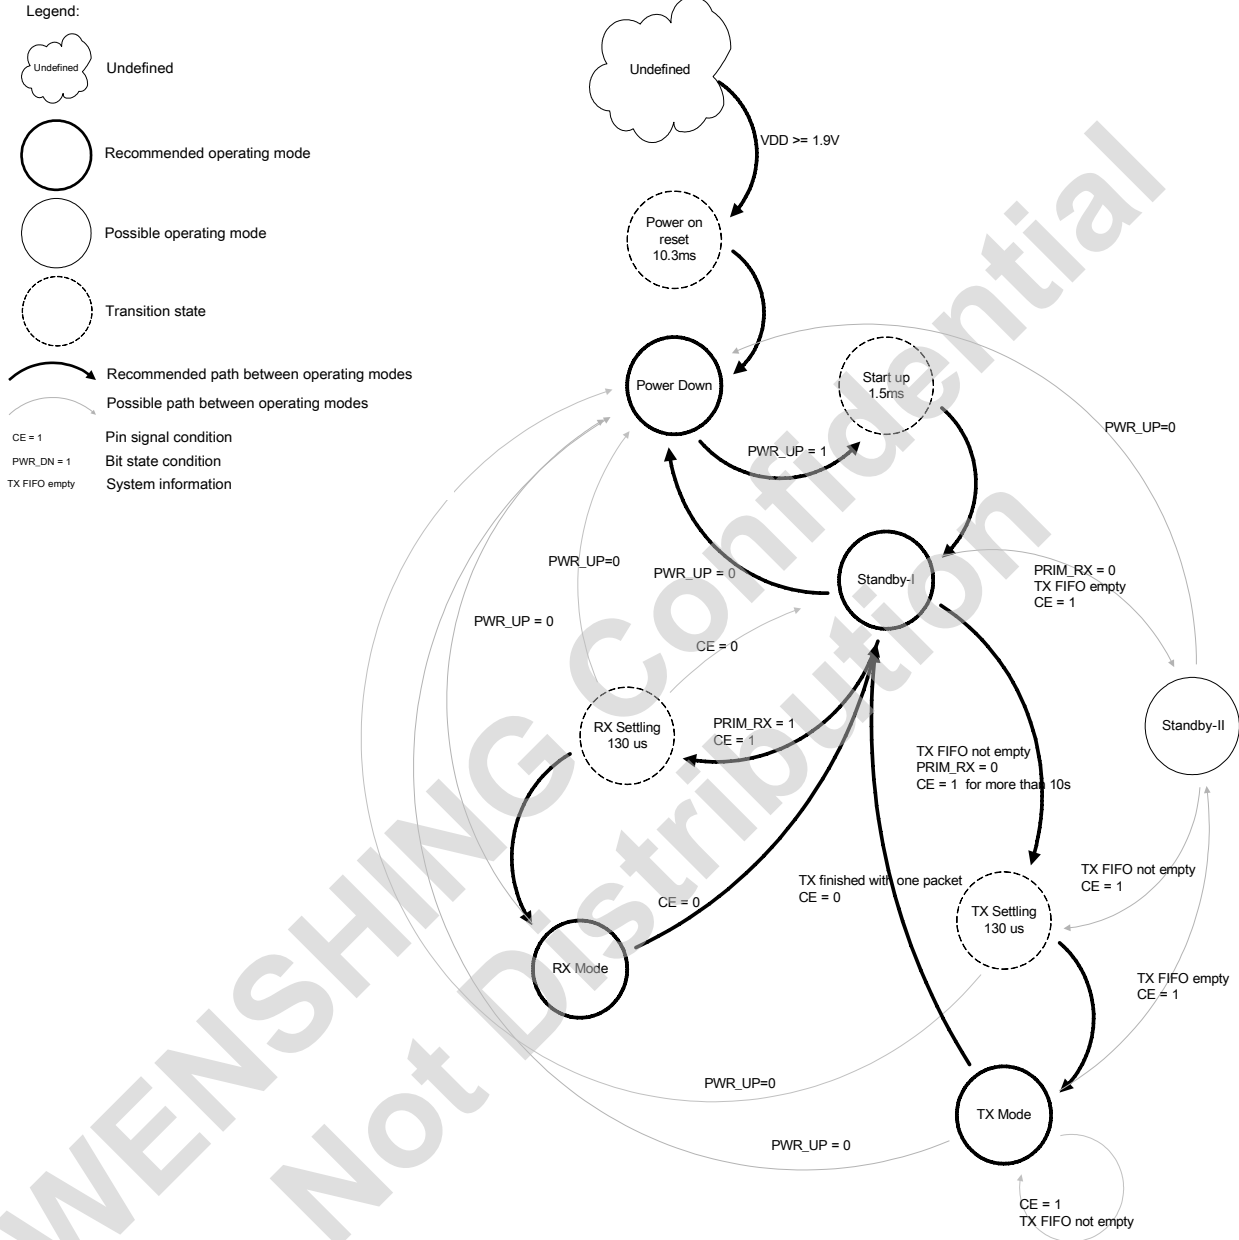 Legend:
Undefined
Undefined
Recommended operating mode
Possible operating mode
Transition state
Recommended path between operating modes
Possible path between operating modes
CE = 1
Pin signal condition
PWR_DN = 1
Bit state condition
TX FIFO empty
System information
Undefined
VDD >= 1.9V
Power on
reset
10.3ms
Power Down
Start up
1.5ms
PWR_UP=0
PWR_UP = 1
PWR_UP=0
PWR_UP = 0
Standby-I
PRIM_RX = 0
TX FIFO empty
CE = 1
PWR_UP = 0
CE = 0
RX Settling
130 us
PRIM_RX = 1
CE = 1
Standby-II
TX FIFO not empty
PRIM_RX = 0
CE = 1  for more than 10s
TX finished with one packet
CE = 0
CE = 0
TX FIFO not empty
CE = 1
TX Settling
130 us
RX Mode
TX FIFO empty
CE = 1
PWR_UP=0
TX Mode
PWR_UP = 0
CE = 1
TX FIFO not empty
WENSHING Confidential
Not Distribution